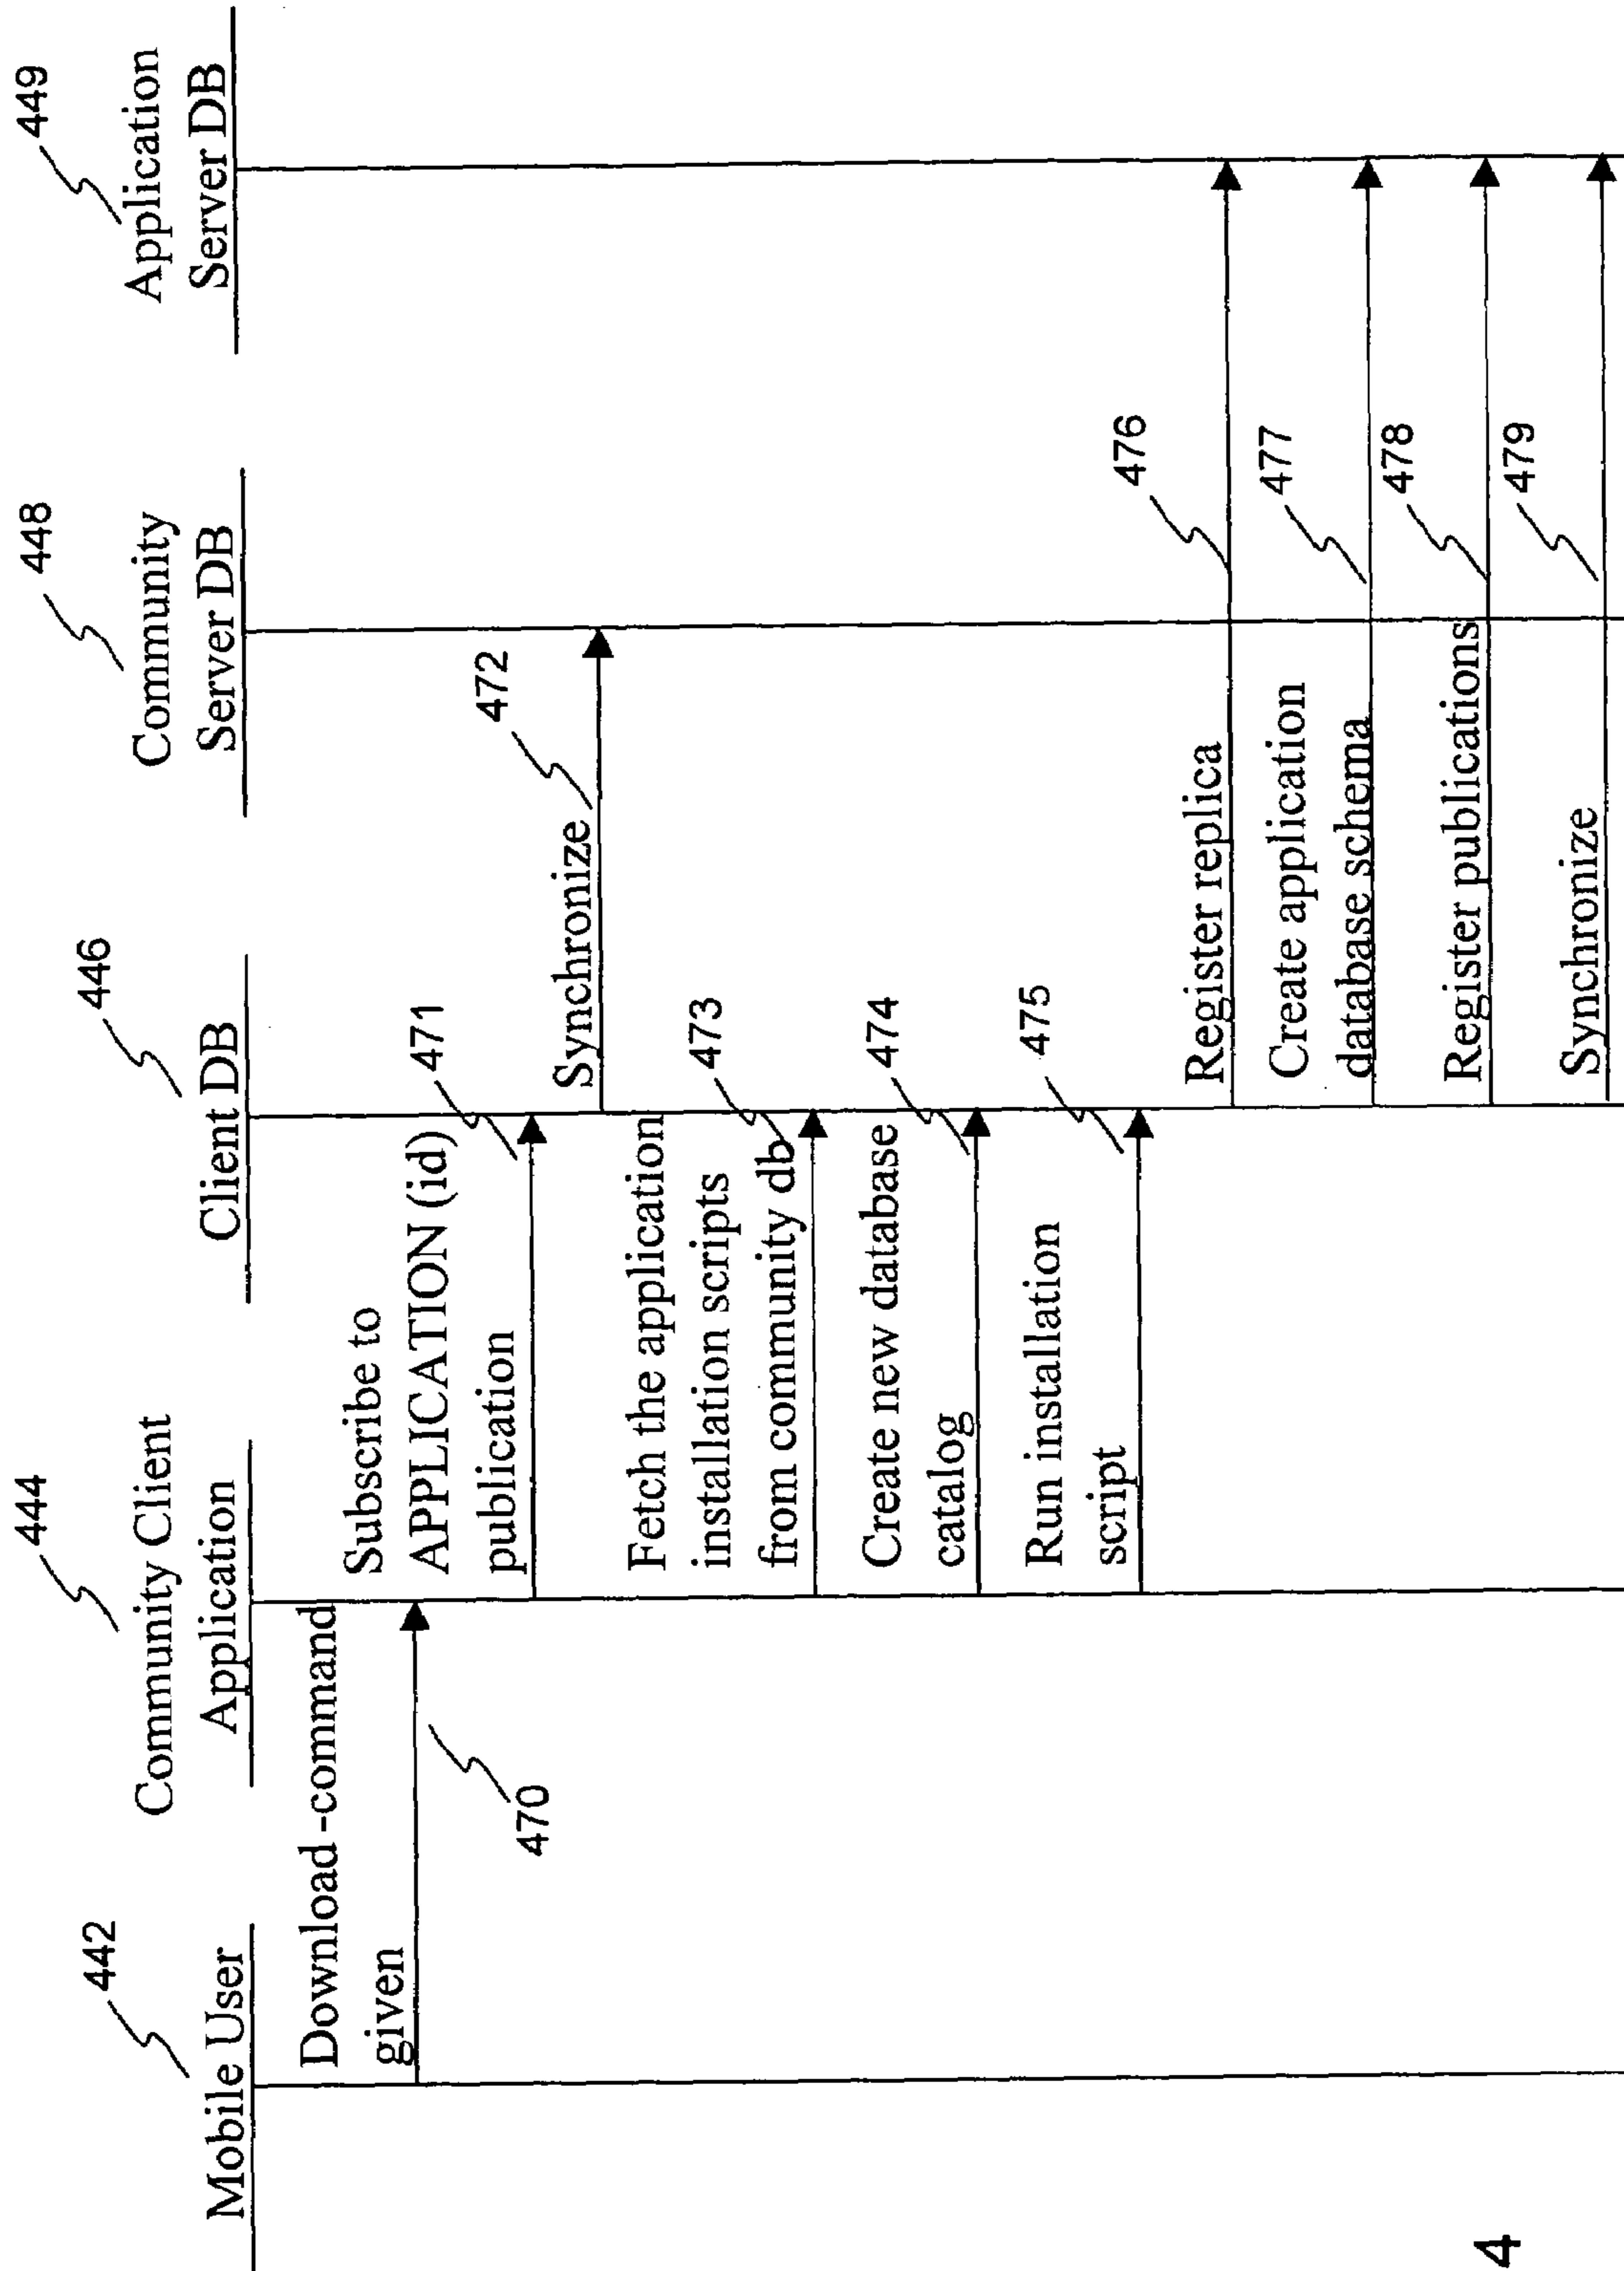 442
Mobile User
444
Community Client
Application
446
Client DB
448
Community
Server DB
449
Application
Server DB
Download -command
given
470
Subscribe to
APPLICATION (id)
publication
471
Synchronize
472
Fetch the application
installation scripts
from community db
473
Create new database
catalog
474
Run installation
script
475
Register replica
476
Create application
database schema
477
Register publications
478
Synchronize
479
4